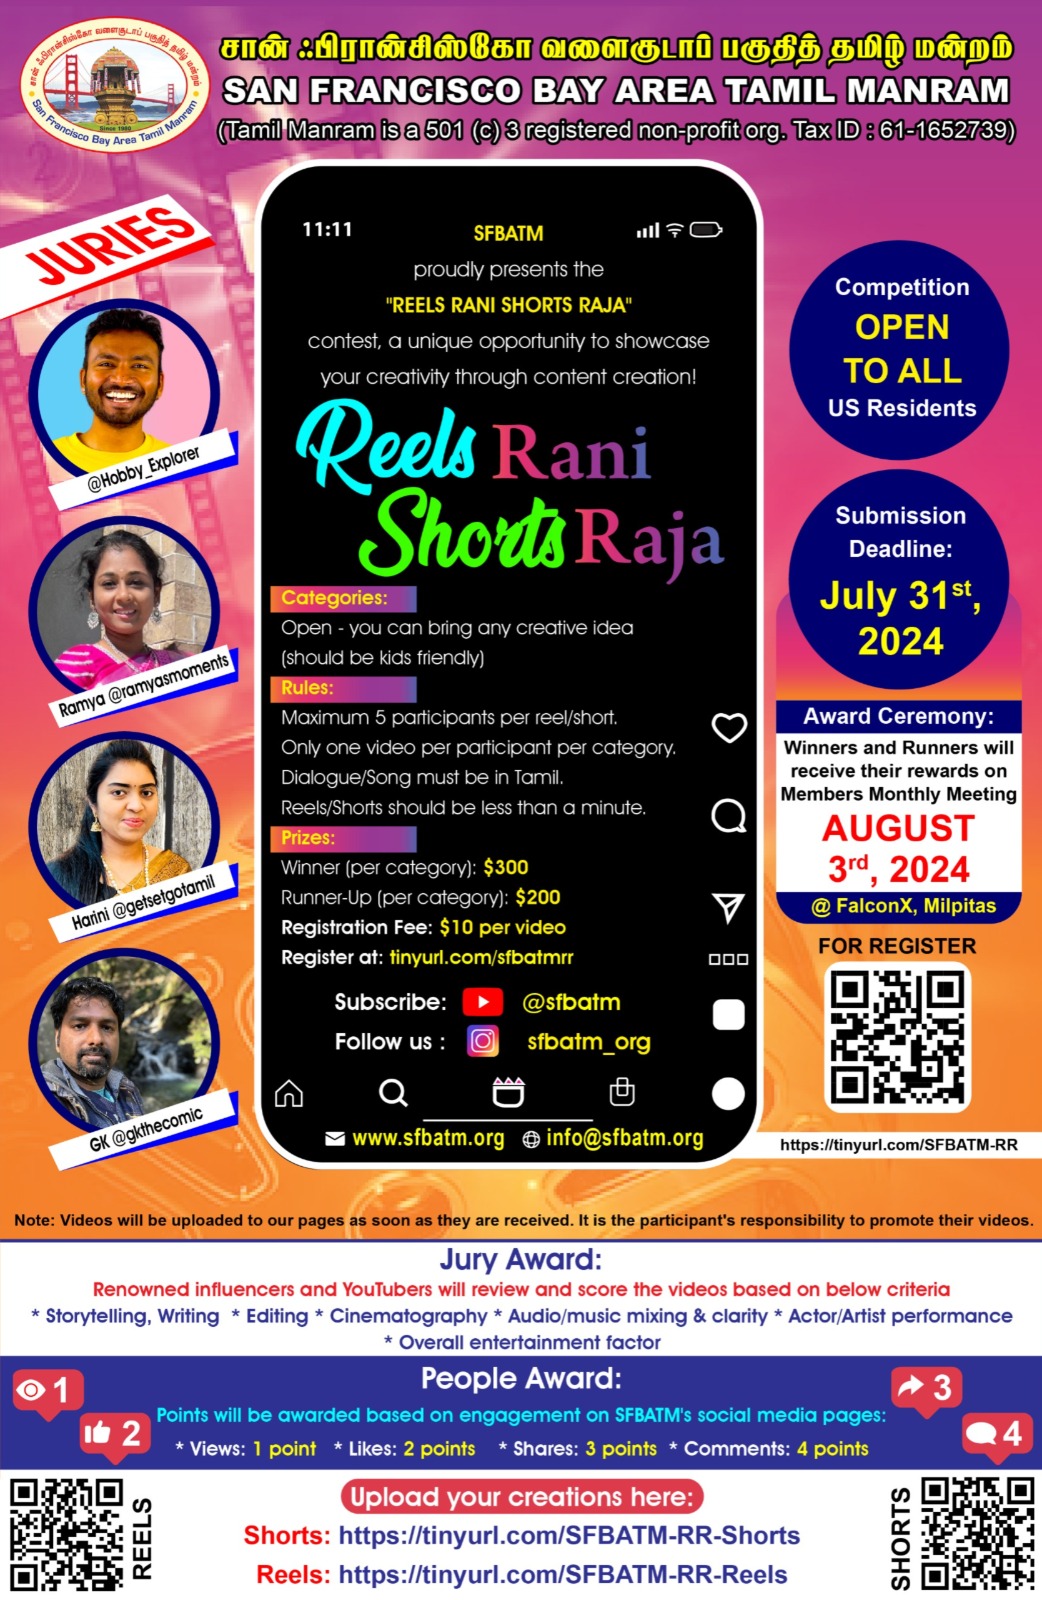 சான் ஃபிரான்சிஸ்கோ வளைகுடாப் பகுதித் தமிழ் மன்றம்
SAN FRANCISCO BAY AREA TAMIL MANRAM
(Tamil Manram is a 501 (c) 3 registered non-profit org. Tax ID : 61-1652739)
சான் ஃபிரான்சிஸ்கோ வளைகுடாப் பகுதித் தமிழ் மன்றம்
Since 1980
San Francisco Bay Area Tamil Manram
JURIES
@Hobby_Explorer
Ramya @ramyasmoments
Harini @getsetgotamil
GK @gkthecomic
11:11
SFBATM
proudly presents the
"REELS RANI SHORTS RAJA"
contest, a unique opportunity to showcase
your creativity through content creation!
Reels Rani
Shorts Raja
Categories:
Open - you can bring any creative idea
(should be kids friendly)
Rules:
Maximum 5 participants per reel/short.
Only one video per participant per category.
Dialogue/Song must be in Tamil.
Reels/Shorts should be less than a minute.
Prizes:
Winner (per category): $300
Runner-Up (per category): $200
Registration Fee: $10 per video
Register at: tinyurl.com/sfbatmrr
Subscribe: @sfbatm
Follow us : sfbatm_org
www.sfbatm.org info@sfbatm.org
Competition
OPEN
TO ALL
US Residents
Submission
Deadline:
July 31st,
2024
Award Ceremony:
Winners and Runners will
receive their rewards on
Members Monthly Meeting
AUGUST
3rd, 2024
@ FalconX, Milpitas
FOR REGISTER
https://tinyurl.com/SFBATM-RR
Note: Videos will be uploaded to our pages as soon as they are received. It is the participant's responsibility to promote their videos.
Jury Award:
Renowned influencers and YouTubers will review and score the videos based on below criteria
* Storytelling, Writing * Editing * Cinematography * Audio/music mixing & clarity * Actor/Artist performance
* Overall entertainment factor
People Award:
1
2
3
4
Points will be awarded based on engagement on SFBATM's social media pages:
* Views: 1 point * Likes: 2 points * Shares: 3 points * Comments: 4 points
REELS
Upload your creations here:
Shorts: https://tinyurl.com/SFBATM-RR-Shorts
Reels: https://tinyurl.com/SFBATM-RR-Reels
SHORTS